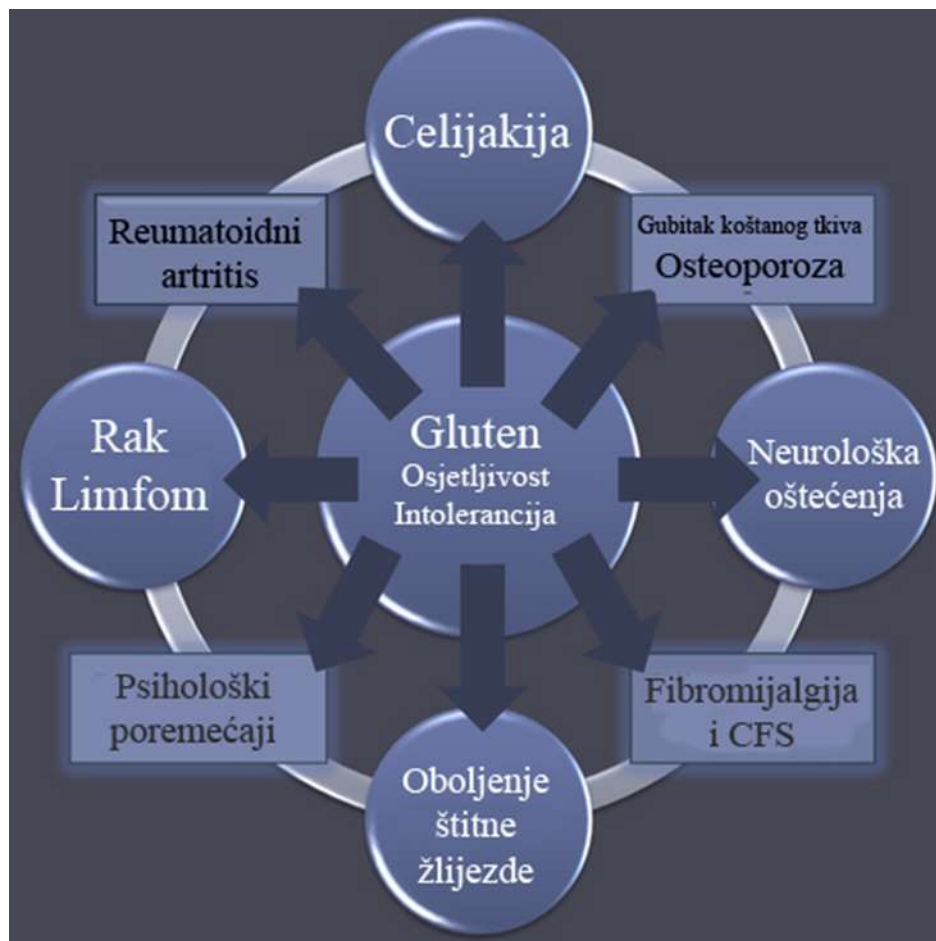 Celijakija
Reumatoidni
artritis
Gubitak koštanog tkiva
Osteoporoza
Rak
Limfom
Gluten
Osjetljivost
Intolerancija
Neurološka
oštećenja
Psihološki
poremećaji
Fibromijalgija
i CFS
Oboljenje
štitne
žlijezde